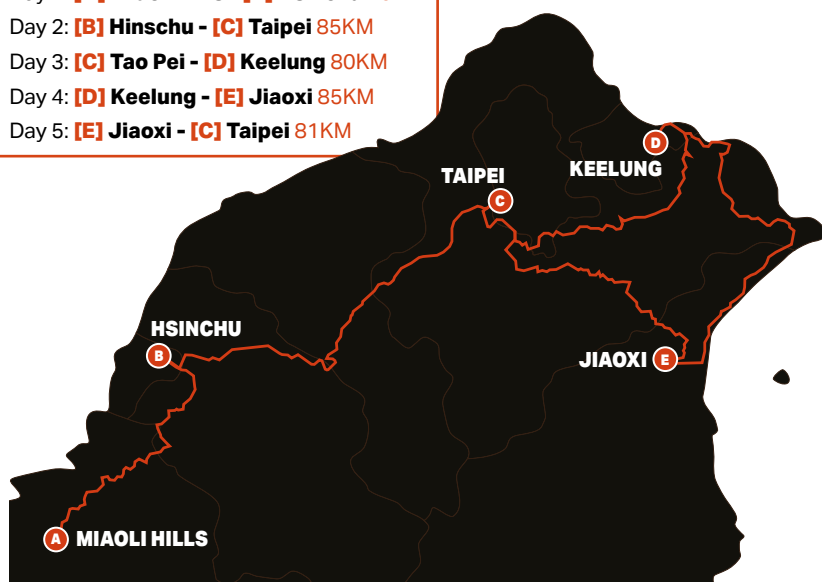 Day 2: [B] Hinschu - [C] Taipei 85KM
Day 3: [C] Tao Pei - [D] Keelung 80KM
Day 4: [D] Keelung - [E] Jiaoxi 85KM
Day 5: [E] Jiaoxi - [C] Taipei 81KM
D
TAIPEI
KEELUNG
C
HSINCHU
B
JIAOXI E
A MIAOLI HILLS